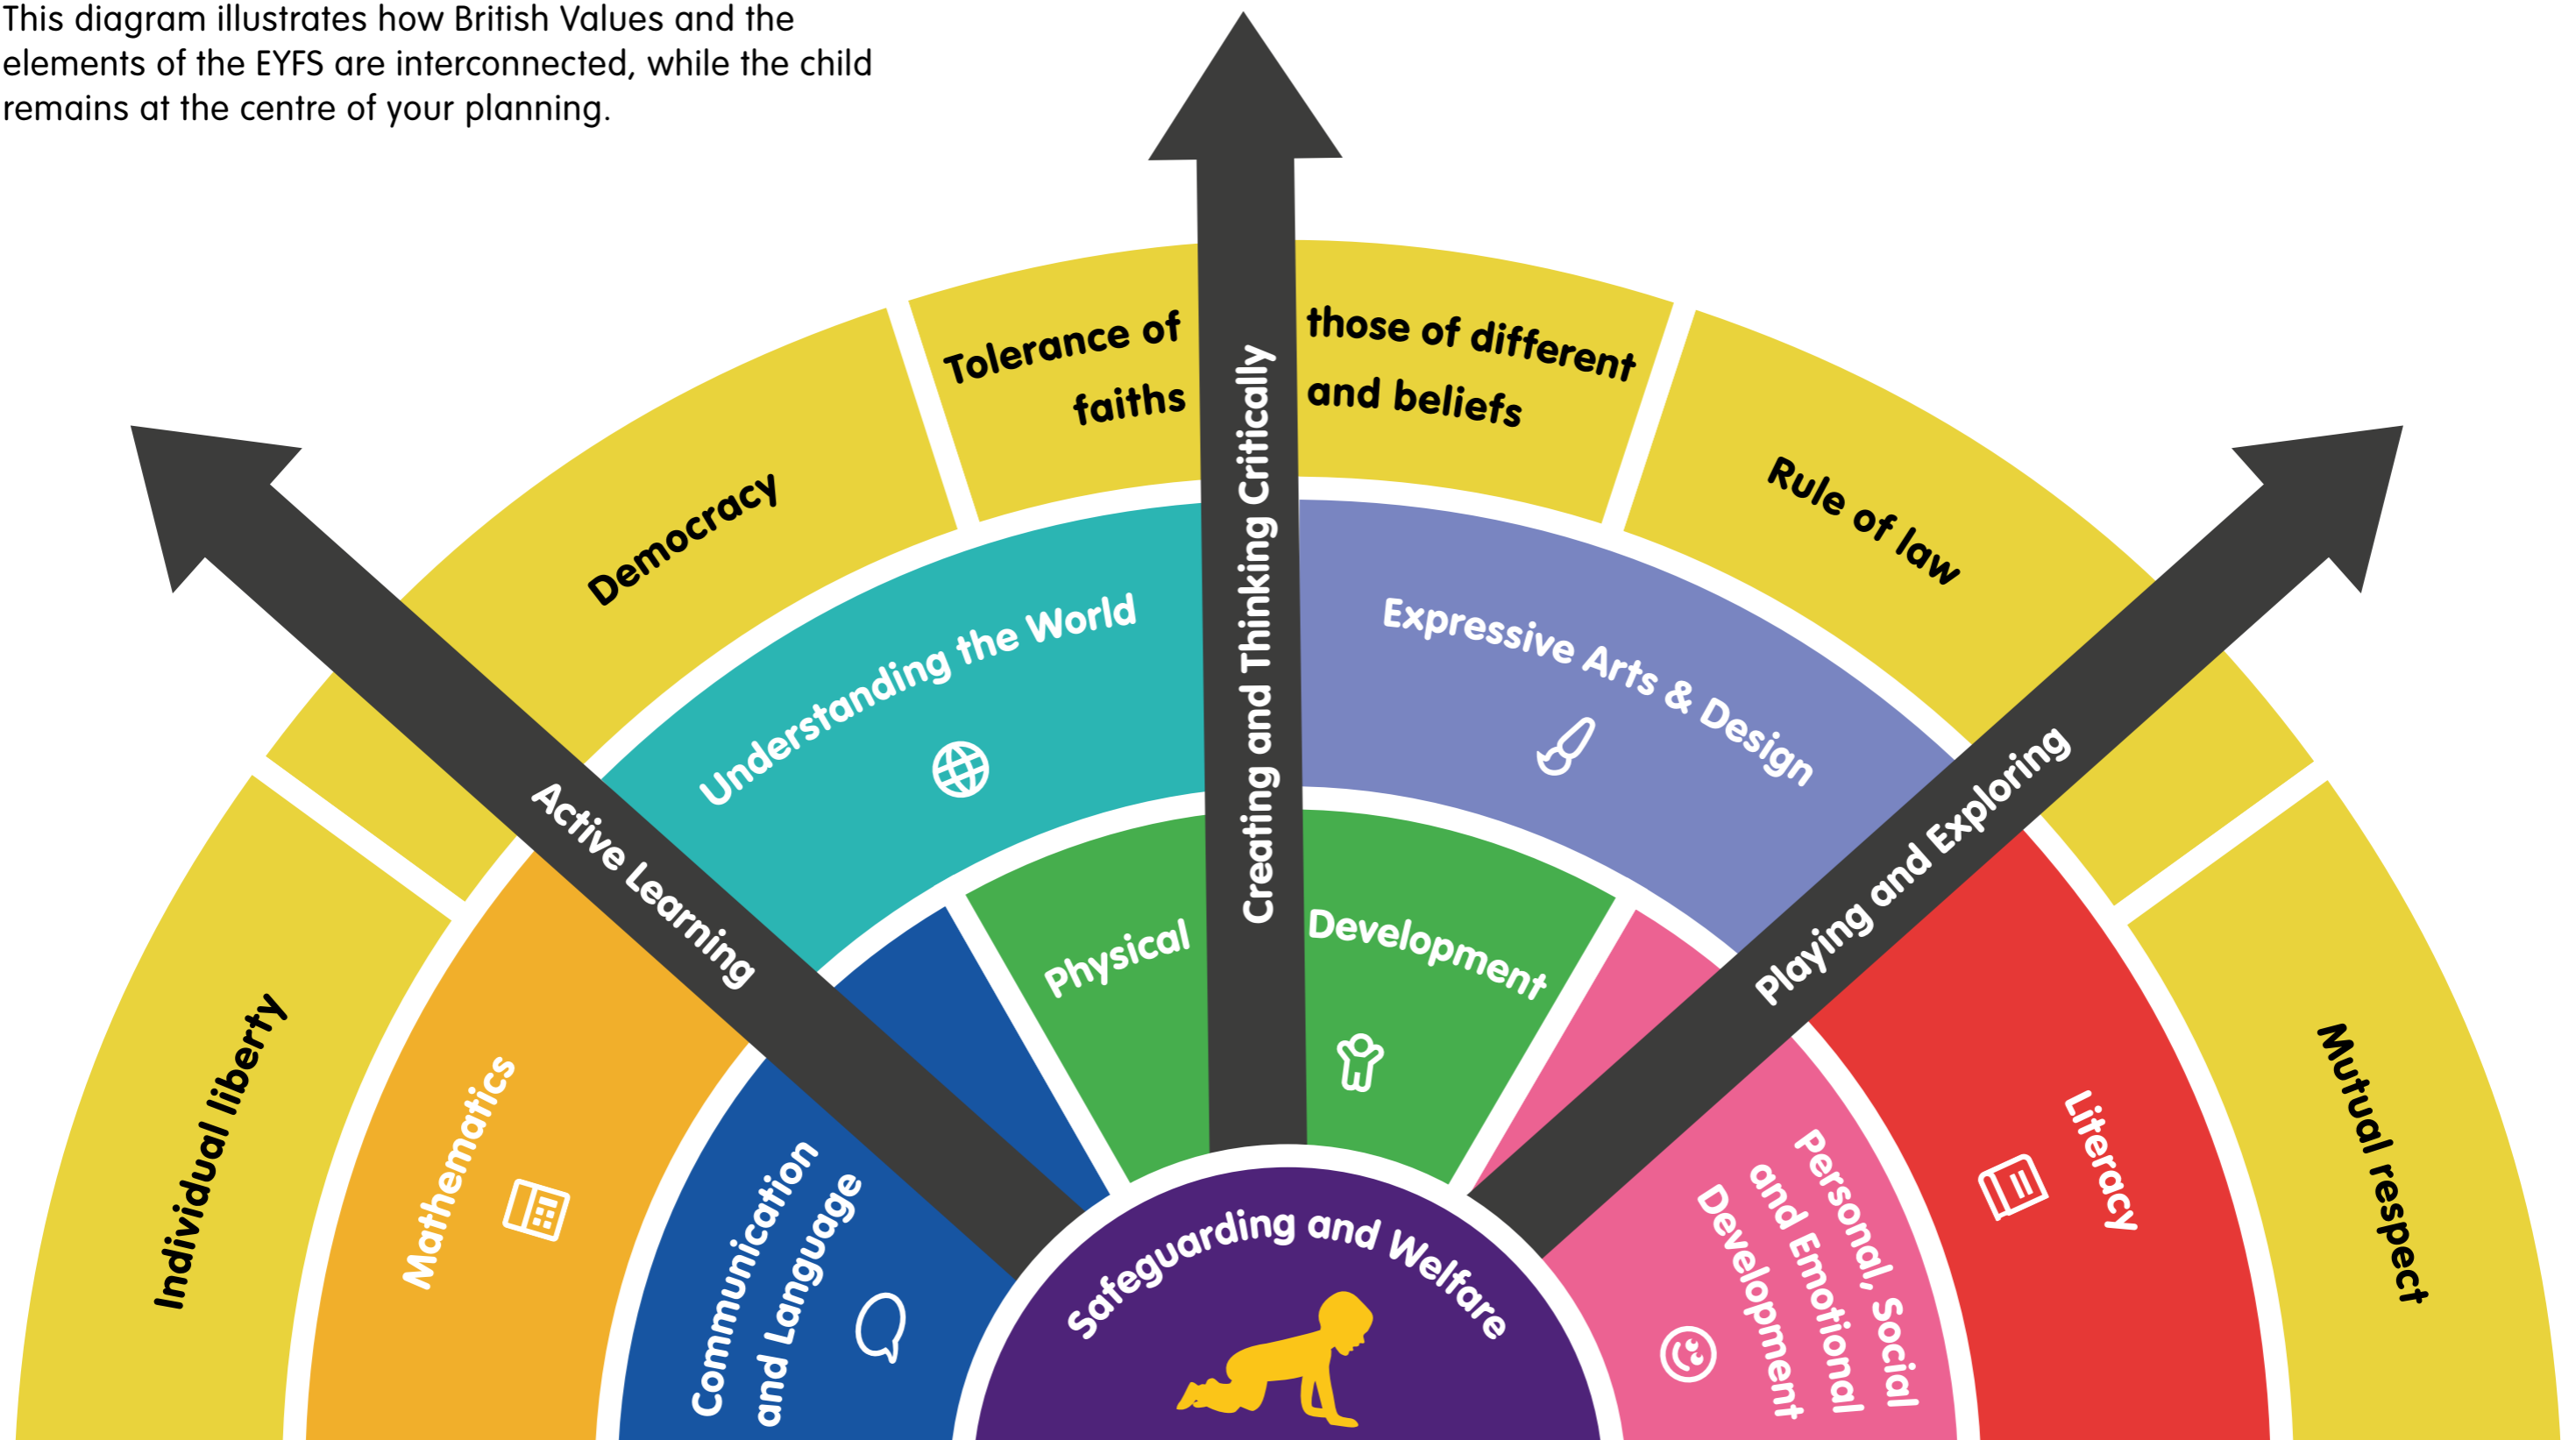 This diagram illustrates how British Values and the
elements of the EYFS are interconnected, while the child
remains at the centre of your planning.
Individual liberty
Democracy
Tolerance of those of different
faiths and beliefs
Rule of law
Mutual respect
Active Learning
Creating and Thinking Critically
Playing and Exploring
Mathematics
Understanding the World
Expressive Arts & Design
Literacy
Communication
and Language
Physical Development
Personal, Social
and Emotional
Development
Safeguarding and Welfare